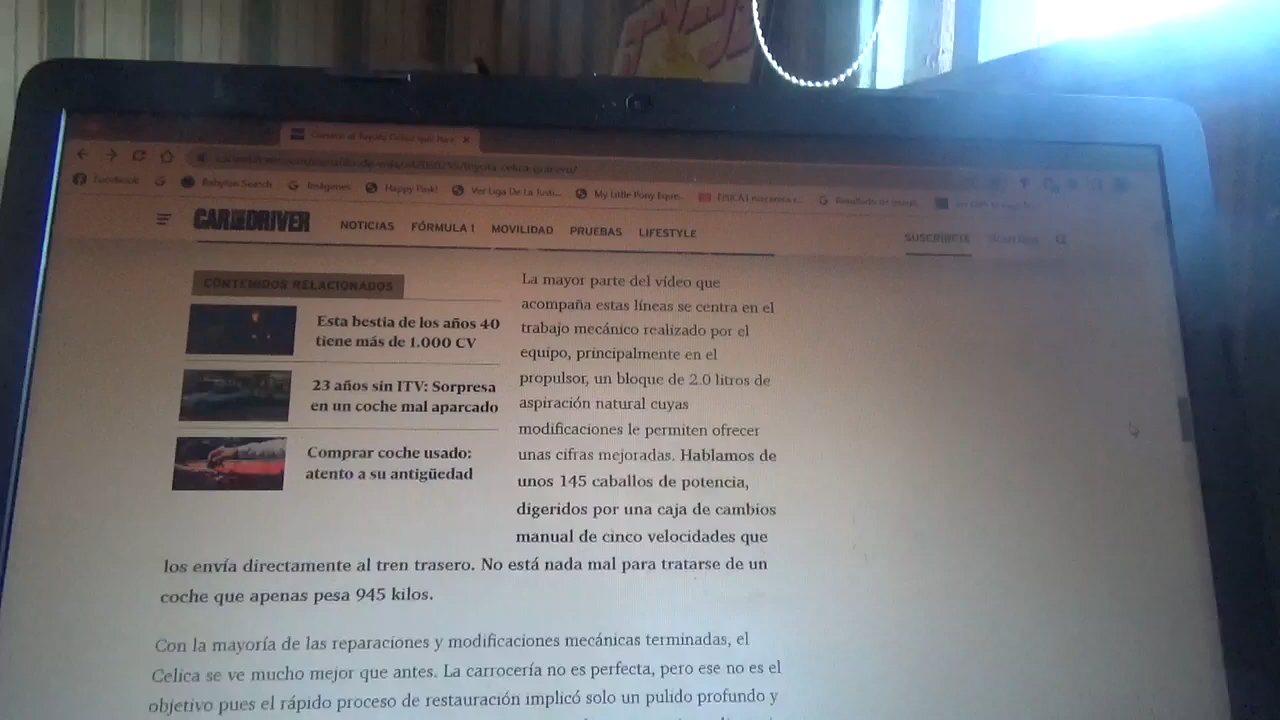 Facebook
Babylon Search
Imágenes
Happy Pink!
Ver Liga De La Justi...
My Little Pony Eque...
CAR AND DRIVER
NOTICIAS
FÓRMULA 1
MOVILIDAD
PRUEBAS
LIFESTYLE
SUSCRÍBETE
CONTENIDOS RELACIONADOS
Esta bestia de los años 40
tiene más de 1.000 CV
23 años sin ITV: Sorpresa
en un coche mal aparcado
Comprar coche usado:
atento a su antigüedad
La mayor parte del vídeo que
acompaña estas líneas se centra en el
trabajo mecánico realizado por el
equipo, principalmente en el
propulsor, un bloque de 2.0 litros de
aspiración natural cuyas
modificaciones le permiten ofrecer
unas cifras mejoradas. Hablamos de
unos 145 caballos de potencia,
digeridos por una caja de cambios
manual de cinco velocidades que
los envía directamente al tren trasero. No está nada mal para tratarse de un
coche que apenas pesa 945 kilos.
Con la mayoría de las reparaciones y modificaciones mecánicas terminadas, el
Celica se ve mucho mejor que antes. La carrocería no es perfecta, pero ese no es el
objetivo pues el rápido proceso de restauración implicó solo un pulido profundo y